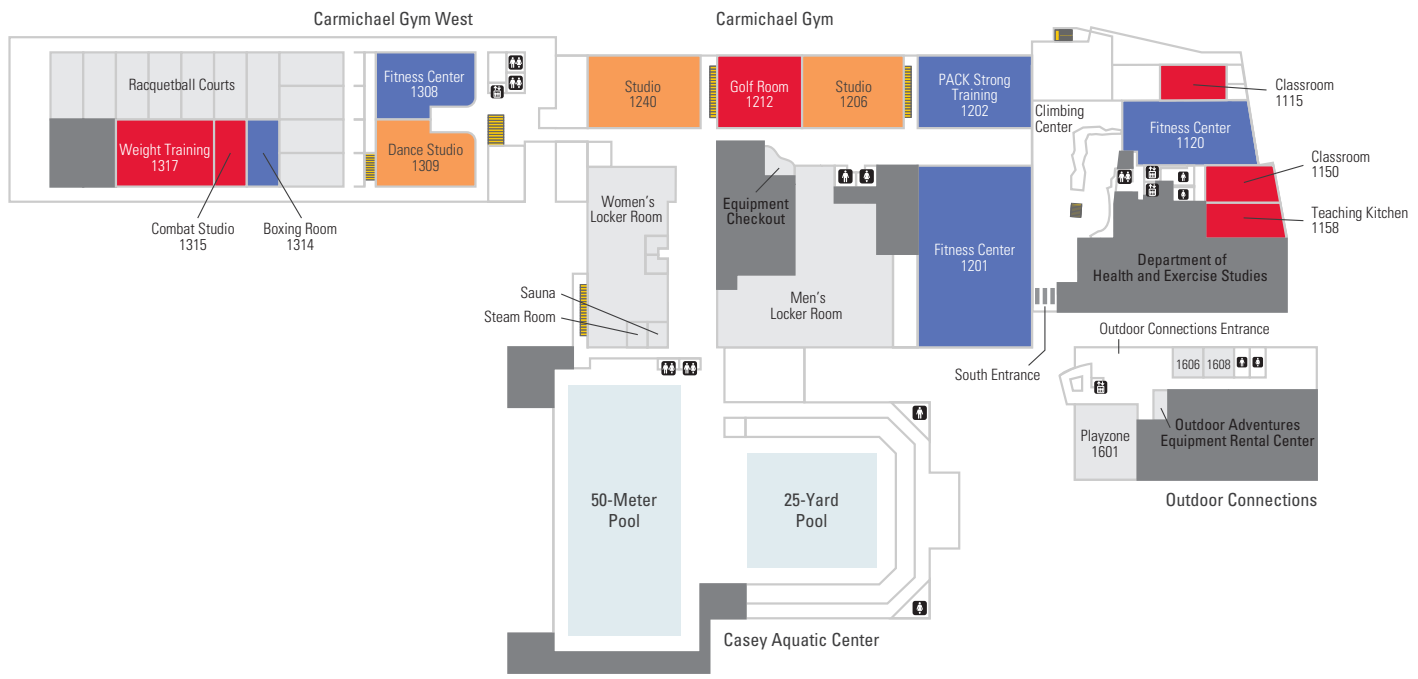 Carmichael Gym West
Carmichael Gym
Racquetball Courts
Fitness Center
1308
Studio
1240
Golf Room
1212
Studio
1206
PACK Strong
Training
1202
Climbing
Center
Classroom
1115
Fitness Center
1120
Weight Training
1317
Dance Studio
1309
Classroom
1150
Combat Studio
1315
Boxing Room
1314
Women's
Locker Room
Equipment
Checkout
Teaching Kitchen
1158
Fitness Center
1201
Department of
Health and Exercise Studies
Sauna
Steam Room
Men's
Locker Room
South Entrance
Outdoor Connections Entrance
1606
1608
Playzone
1601
Outdoor Adventures
Equipment Rental Center
Outdoor Connections
50-Meter
Pool
25-Yard
Pool
Casey Aquatic Center